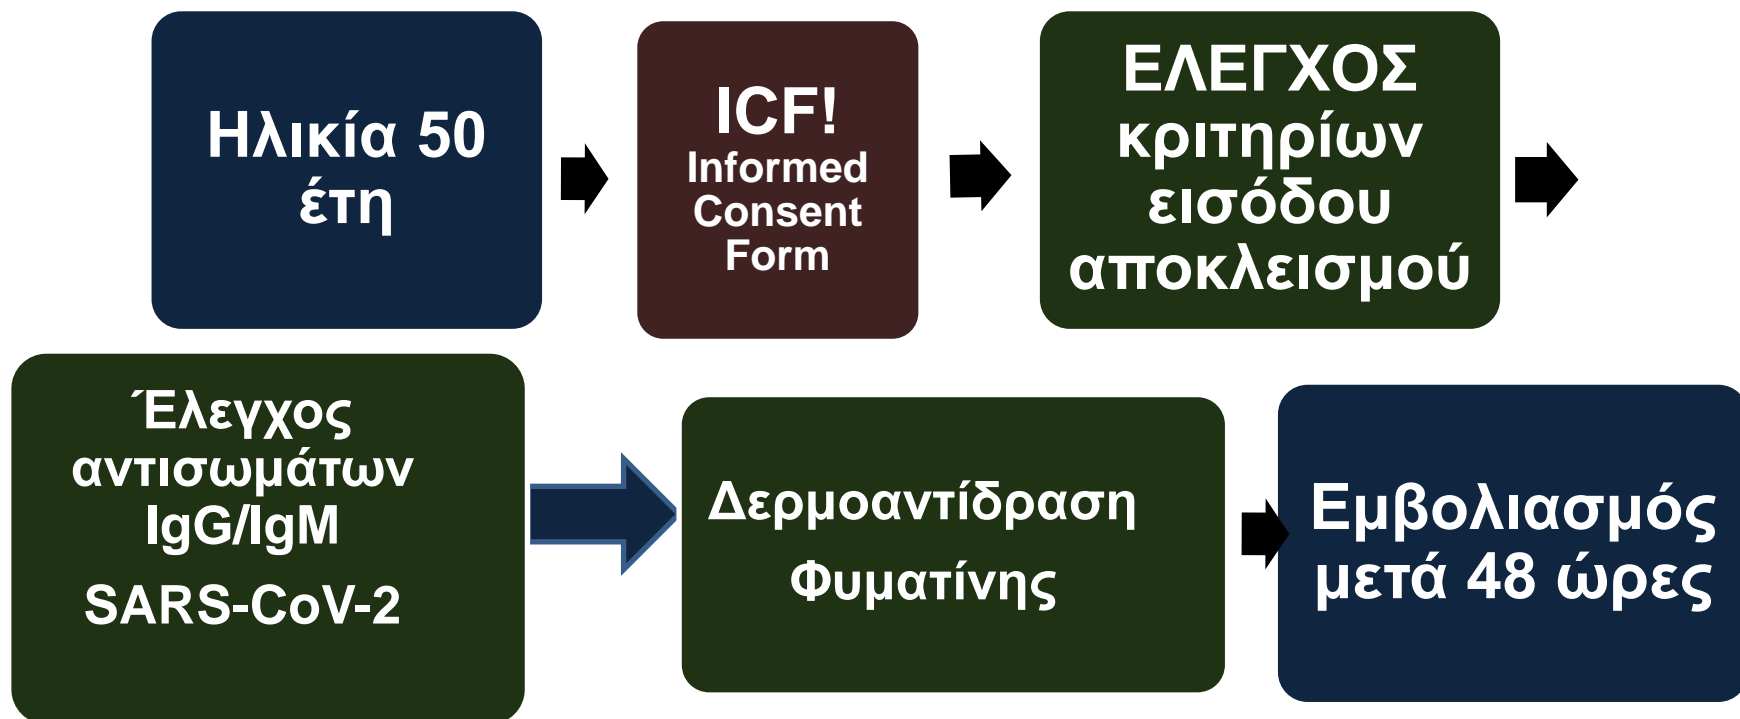 Ηλικία 50
έτη
ICF!
Informed
Consent
Form
ΕΛΕΓΧΟΣ
κριτηρίων
εισόδου
αποκλεισμού
Έλεγχος
αντισωμάτων
IgG/IgM
SARS-CoV-2
Δερμοαντίδραση
Φυματίνης
Εμβολιασμός
μετά 48 ώρες